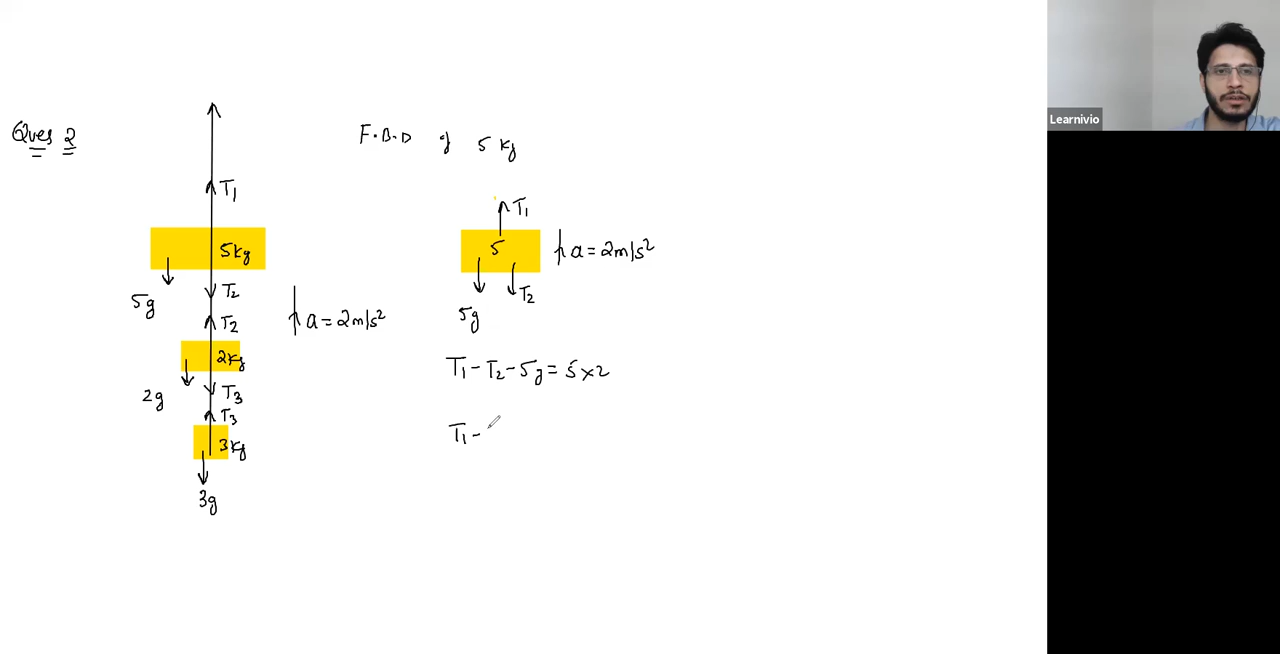 Ques 2
T1
5kg
5g
T2
T2
a = 2m/s²
2kg
2g
T3
T3
3kg
3g
F.B.D of 5 kg
T1
5
a = 2m/s²
5g
T2
T1 - T2 - 5g = 5 × 2
T1 -
Learnivio